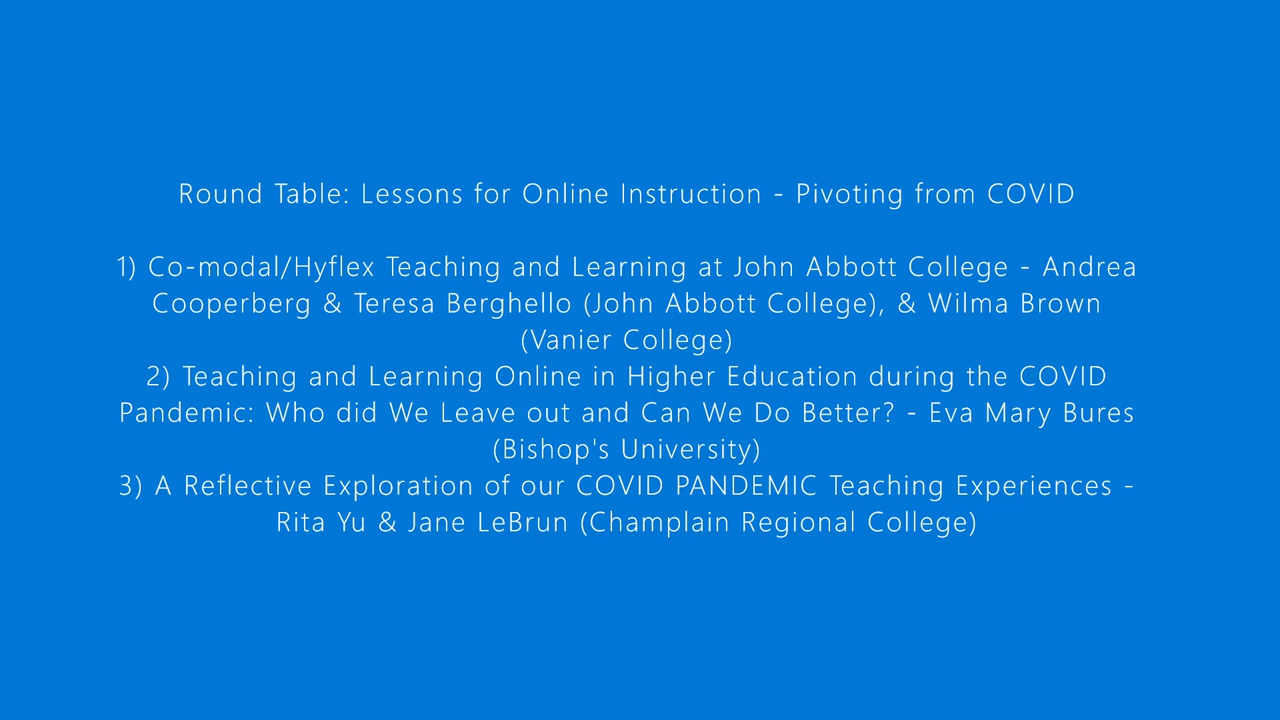 Round Table: Lessons for Online Instruction - Pivoting from COVID
1) Co-modal/Hyflex Teaching and Learning at John Abbott College - Andrea
Cooperberg & Teresa Berghello (John Abbott College), & Wilma Brown
(Vanier College)
2) Teaching and Learning Online in Higher Education during the COVID
Pandemic: Who did We Leave out and Can We Do Better? - Eva Mary Bures
(Bishop's University)
3) A Reflective Exploration of our COVID PANDEMIC Teaching Experiences -
Rita Yu & Jane LeBrun (Champlain Regional College)